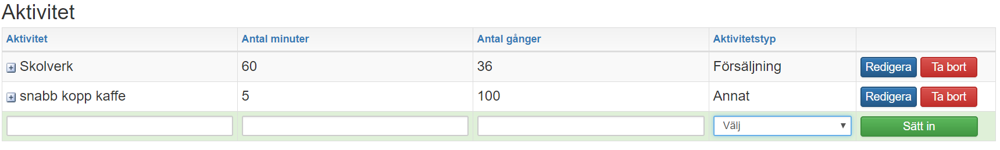 Aktivitet
Aktivitet Antal minuter Antal gånger Aktivitetstyp
Skolverk 60 36 Försäljning Redigera Ta bort
snabb kopp kaffe 5 100 Annat Redigera Ta bort
Välj Sätt in